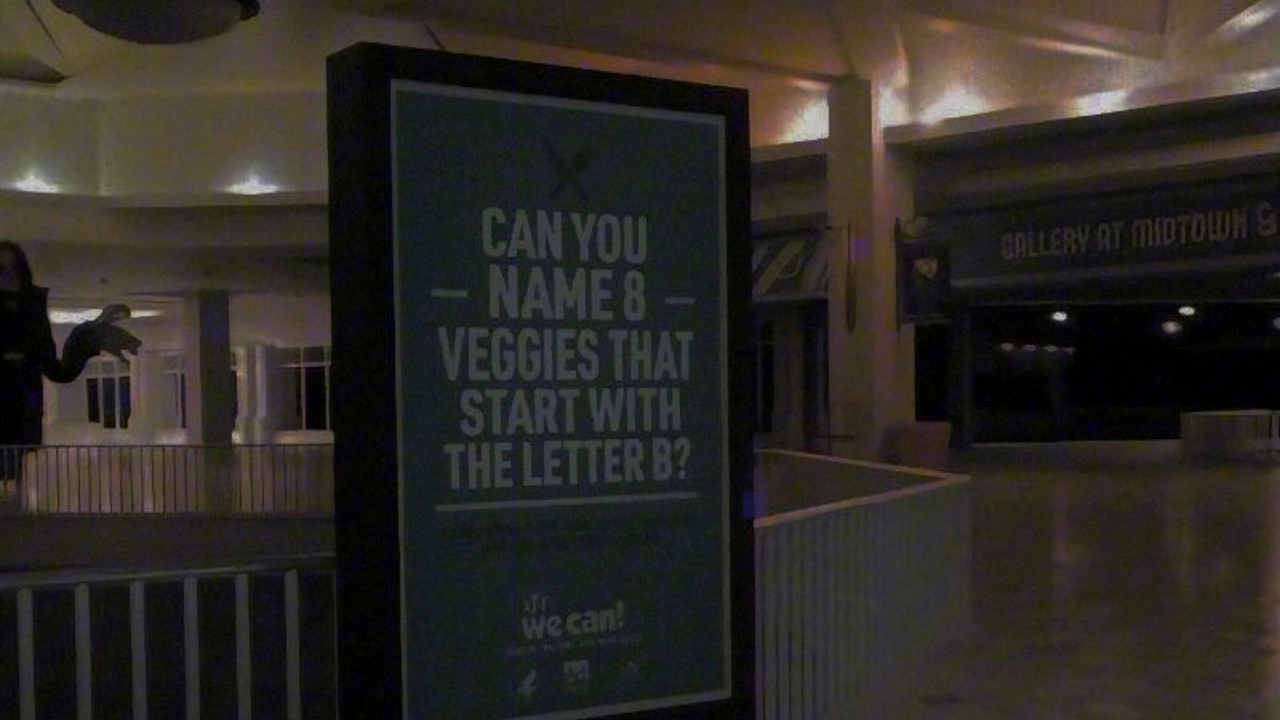 CAN YOU
NAME 8
VEGGIES THAT
START WITH
THE LETTER B?
we can!
GALLERY AT MIDTOWN &